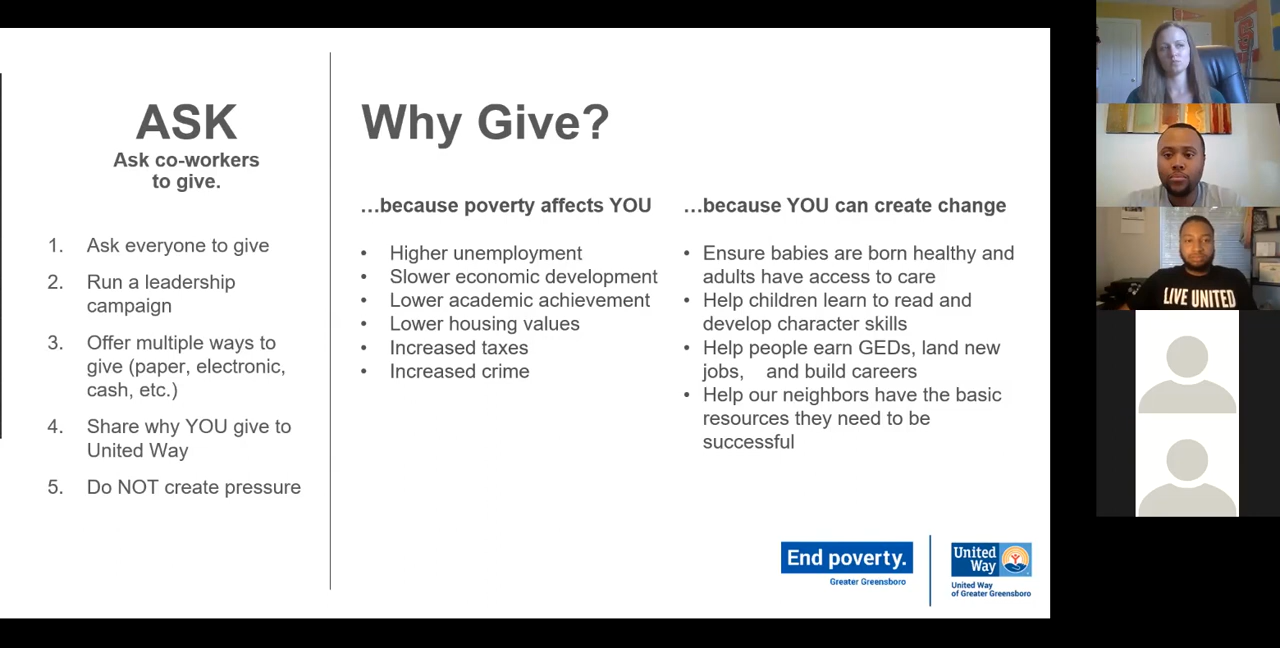 ASK
Ask co-workers
to give.
1. Ask everyone to give
2. Run a leadership
campaign
3. Offer multiple ways to
give (paper, electronic,
cash, etc.)
4. Share why YOU give to
United Way
5. Do NOT create pressure
Why Give?
...because poverty affects YOU
• Higher unemployment
• Slower economic development
• Lower academic achievement
• Lower housing values
• Increased taxes
• Increased crime
...because YOU can create change
• Ensure babies are born healthy and
adults have access to care
• Help children learn to read and
develop character skills
• Help people earn GEDs, land new
jobs, and build careers
• Help our neighbors have the basic
resources they need to be
successful
End poverty.
Greater Greensboro
United
Way
United Way
of Greater Greensboro
LIVE UNITED